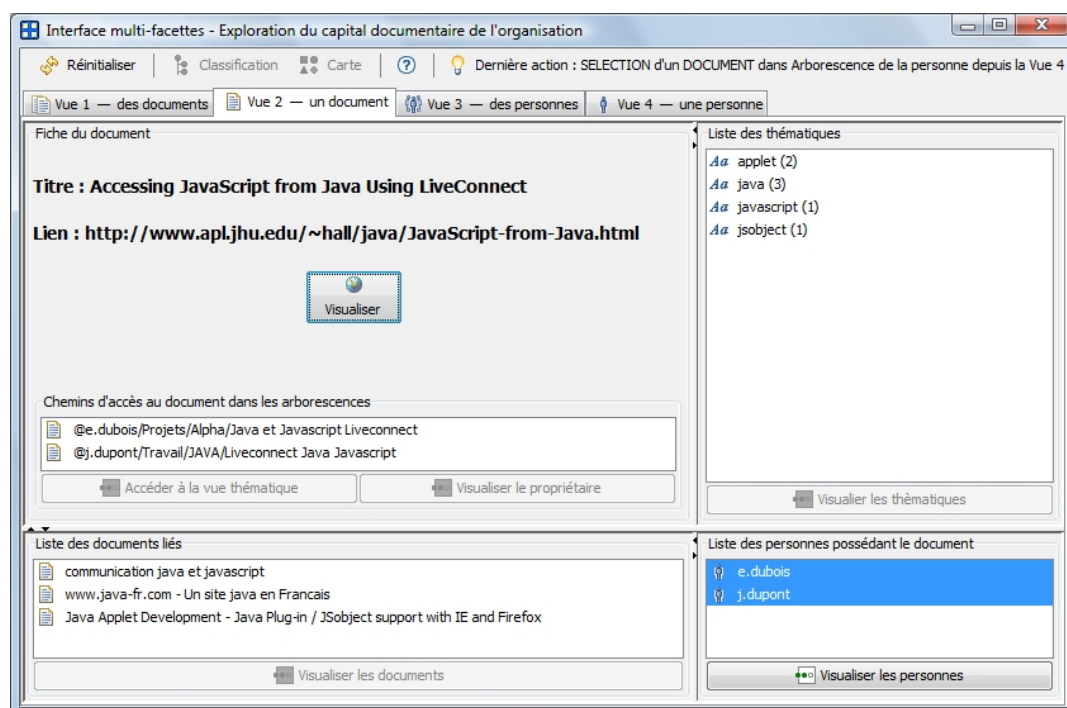 Interface multi-facettes - Exploration du capital documentaire de l'organisation
Réinitialiser Classification Carte ? Dernière action : SELECTION d'un DOCUMENT dans Arborescence de la personne depuis la Vue 4
Vue 1 — des documents Vue 2 — un document Vue 3 — des personnes Vue 4 — une personne
Fiche du document
Titre : Accessing JavaScript from Java Using LiveConnect
Lien : http://www.apl.jhu.edu/~hall/java/JavaScript-from-Java.html
Visualiser
Chemins d'accès au document dans les arborescences
@e.dubois/Projets/Alpha/Java et Javascript Liveconnect
@j.dupont/Travail/JAVA/Liveconnect Java Javascript
Accéder à la vue thématique Visualiser le propriétaire
Liste des thématiques
Aa applet (2)
Aa java (3)
Aa javascript (1)
Aa jsobject (1)
Visualier les thèmatiques
Liste des documents liés
communication java et javascript
www.java-fr.com - Un site java en Francais
Java Applet Development - Java Plug-in / JSobject support with IE and Firefox
Visualiser les documents
Liste des personnes possédant le document
e.dubois
j.dupont
Visualiser les personnes